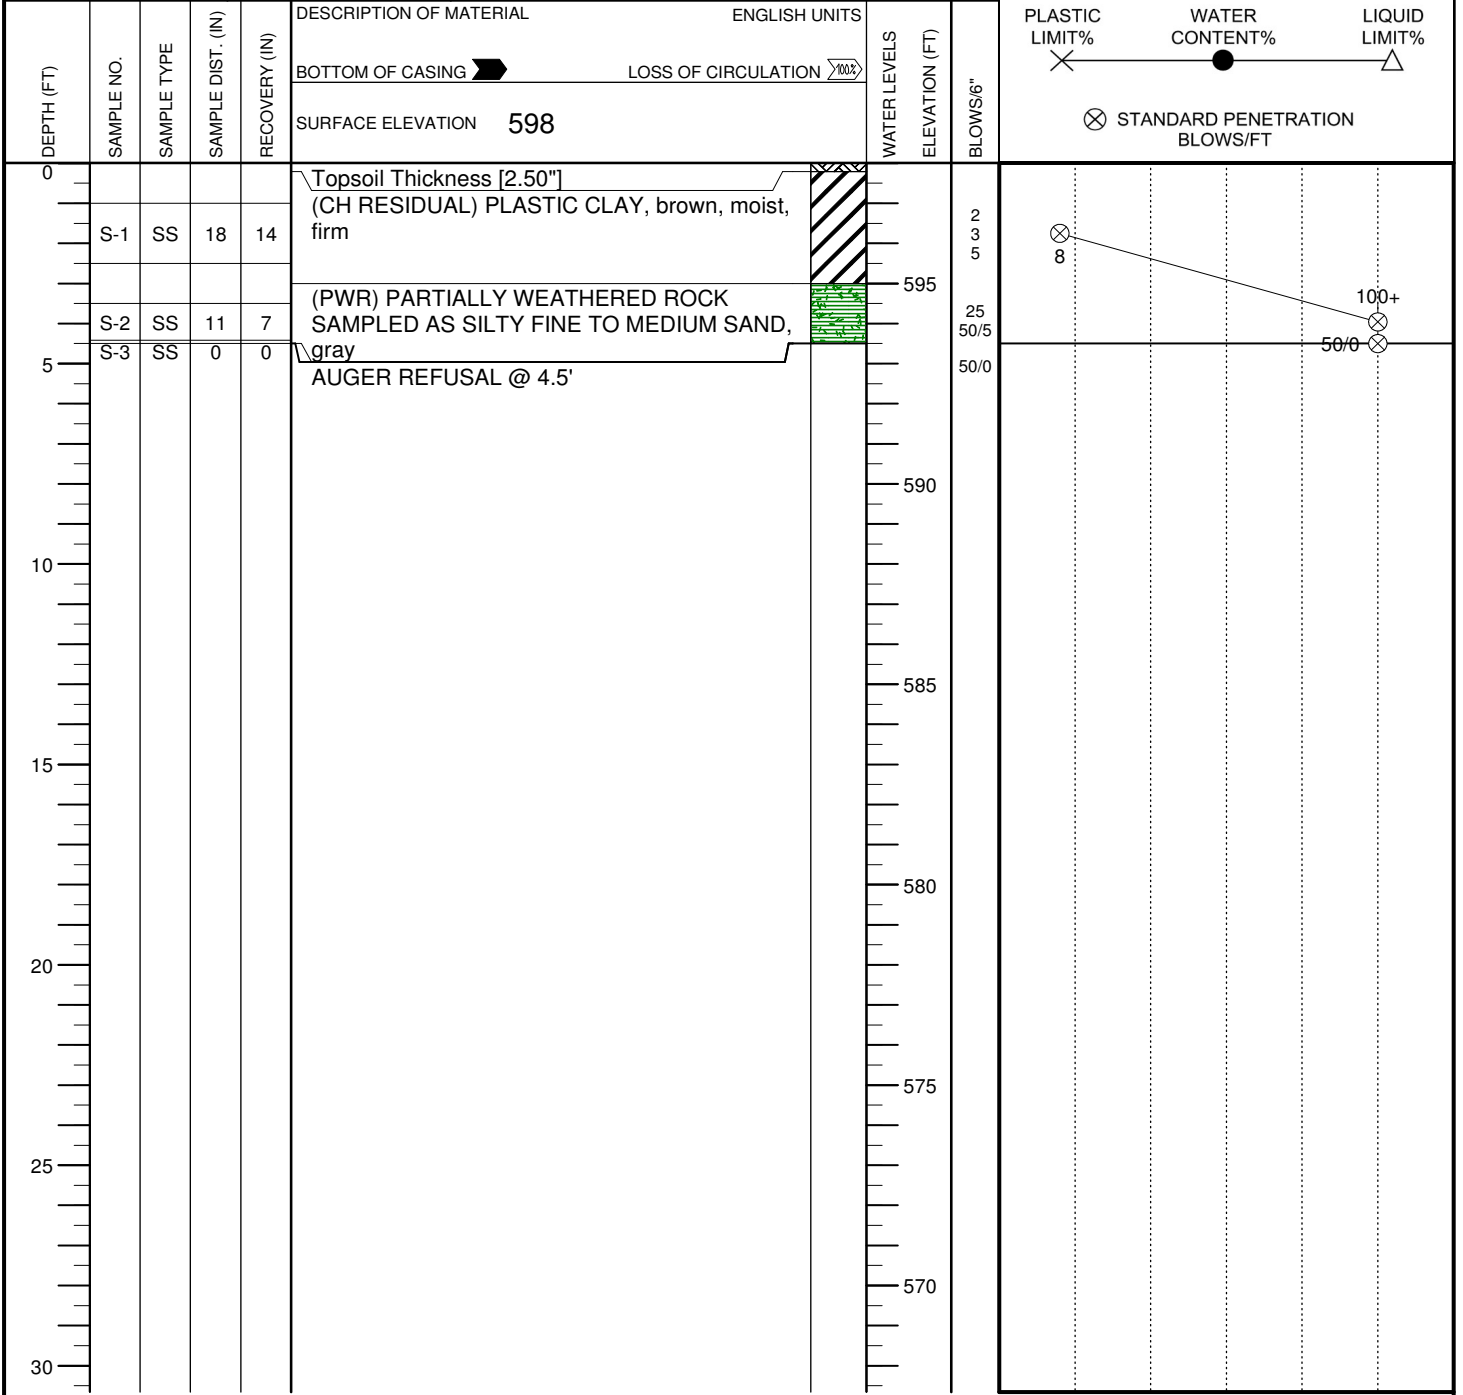 DEPTH (FT)
SAMPLE NO.
SAMPLE TYPE
SAMPLE DIST. (IN)
RECOVERY (IN)
DESCRIPTION OF MATERIAL ENGLISH UNITS
BOTTOM OF CASING LOSS OF CIRCULATION 100%
SURFACE ELEVATION 598
WATER LEVELS
ELEVATION (FT)
BLOWS/6"
PLASTIC LIMIT%
WATER CONTENT%
LIQUID LIMIT%
STANDARD PENETRATION
BLOWS/FT
0
Topsoil Thickness [2.50"]
(CH RESIDUAL) PLASTIC CLAY, brown, moist,
firm
S-1 SS 18 14
2
3
5
8
595
(PWR) PARTIALLY WEATHERED ROCK
SAMPLED AS SILTY FINE TO MEDIUM SAND,
gray
S-2 SS 11 7
25
50/5
100+
S-3 SS 0 0
50/0
50/0
5
AUGER REFUSAL @ 4.5'
590
10
585
15
580
20
575
25
570
30